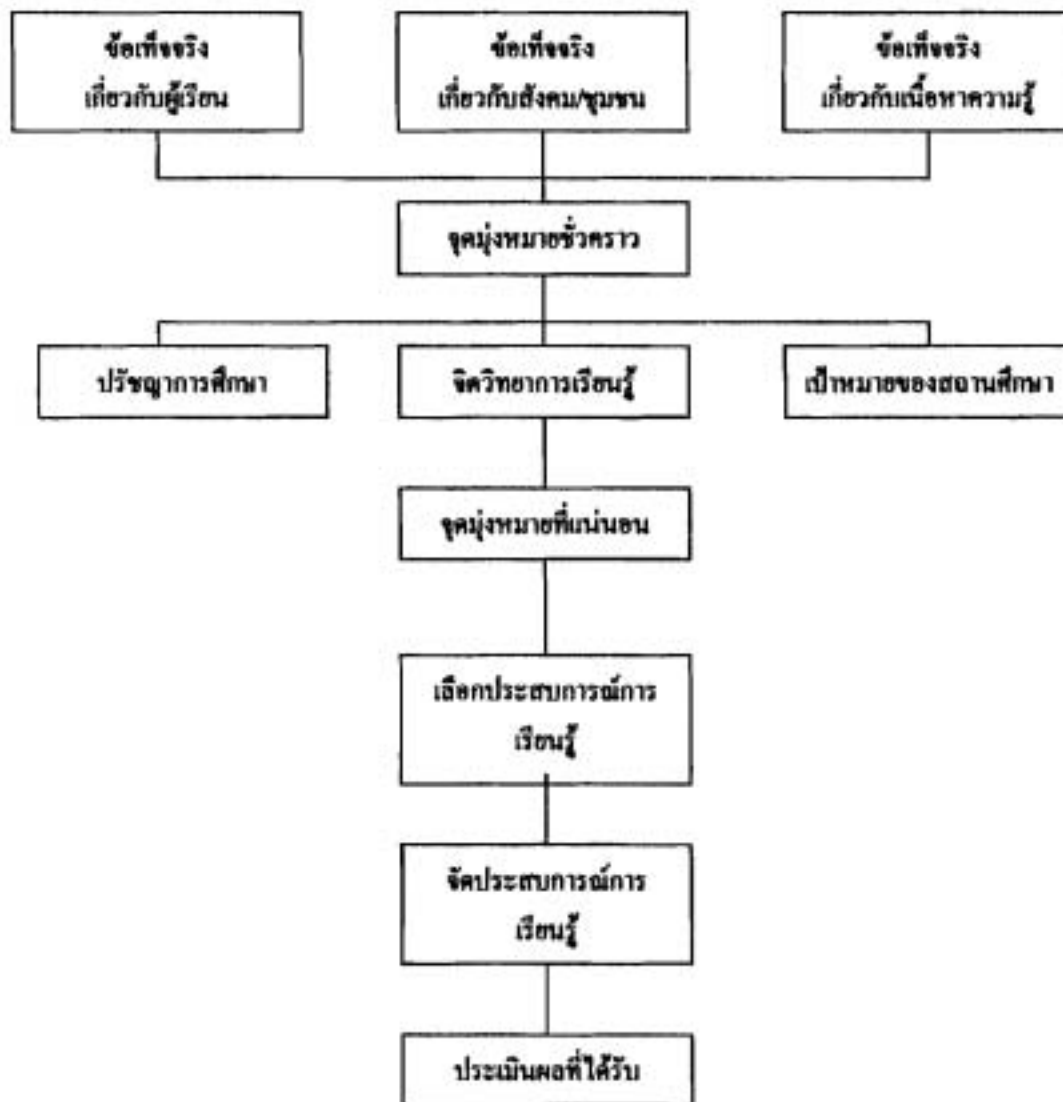 ข้อเท็จจริง
เกี่ยวกับผู้เรียน
ข้อเท็จจริง
เกี่ยวกับสังคม/ชุมชน
ข้อเท็จจริง
เกี่ยวกับเนื้อหาความรู้
จุดมุ่งหมายชั่วคราว
ปรัชญาการศึกษา
จิตวิทยาการเรียนรู้
เป้าหมายของสถานศึกษา
จุดมุ่งหมายที่แน่นอน
เลือกประสบการณ์การ
เรียนรู้
จัดประสบการณ์การ
เรียนรู้
ประเมินผลที่ได้รับ